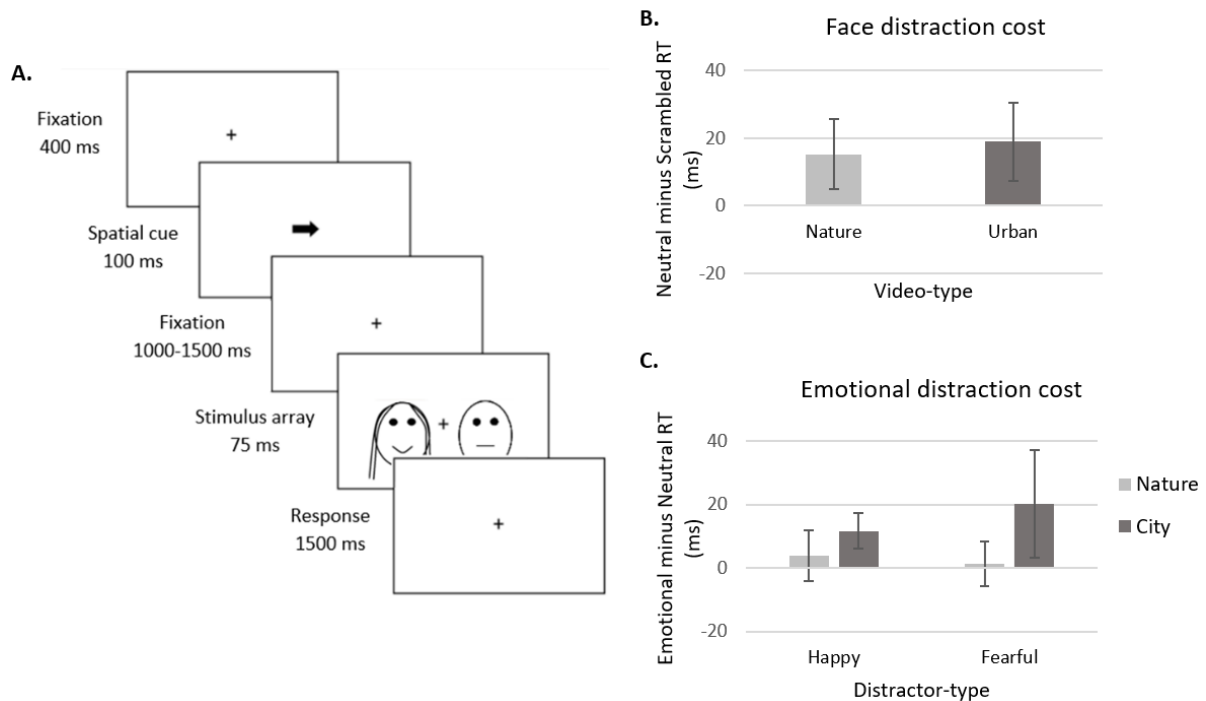 A.
Fixation
400 ms
+
Spatial cue
100 ms
Fixation
1000-1500 ms
+
Stimulus array
75 ms
+
Response
1500 ms
+
B.
Face distraction cost
Neutral minus Scrambled RT
(ms)
40
20
0
-20
Nature
Urban
Video-type
C.
Emotional distraction cost
Emotional minus Neutral RT
(ms)
40
20
0
-20
Happy
Fearful
Distractor-type
Nature
City